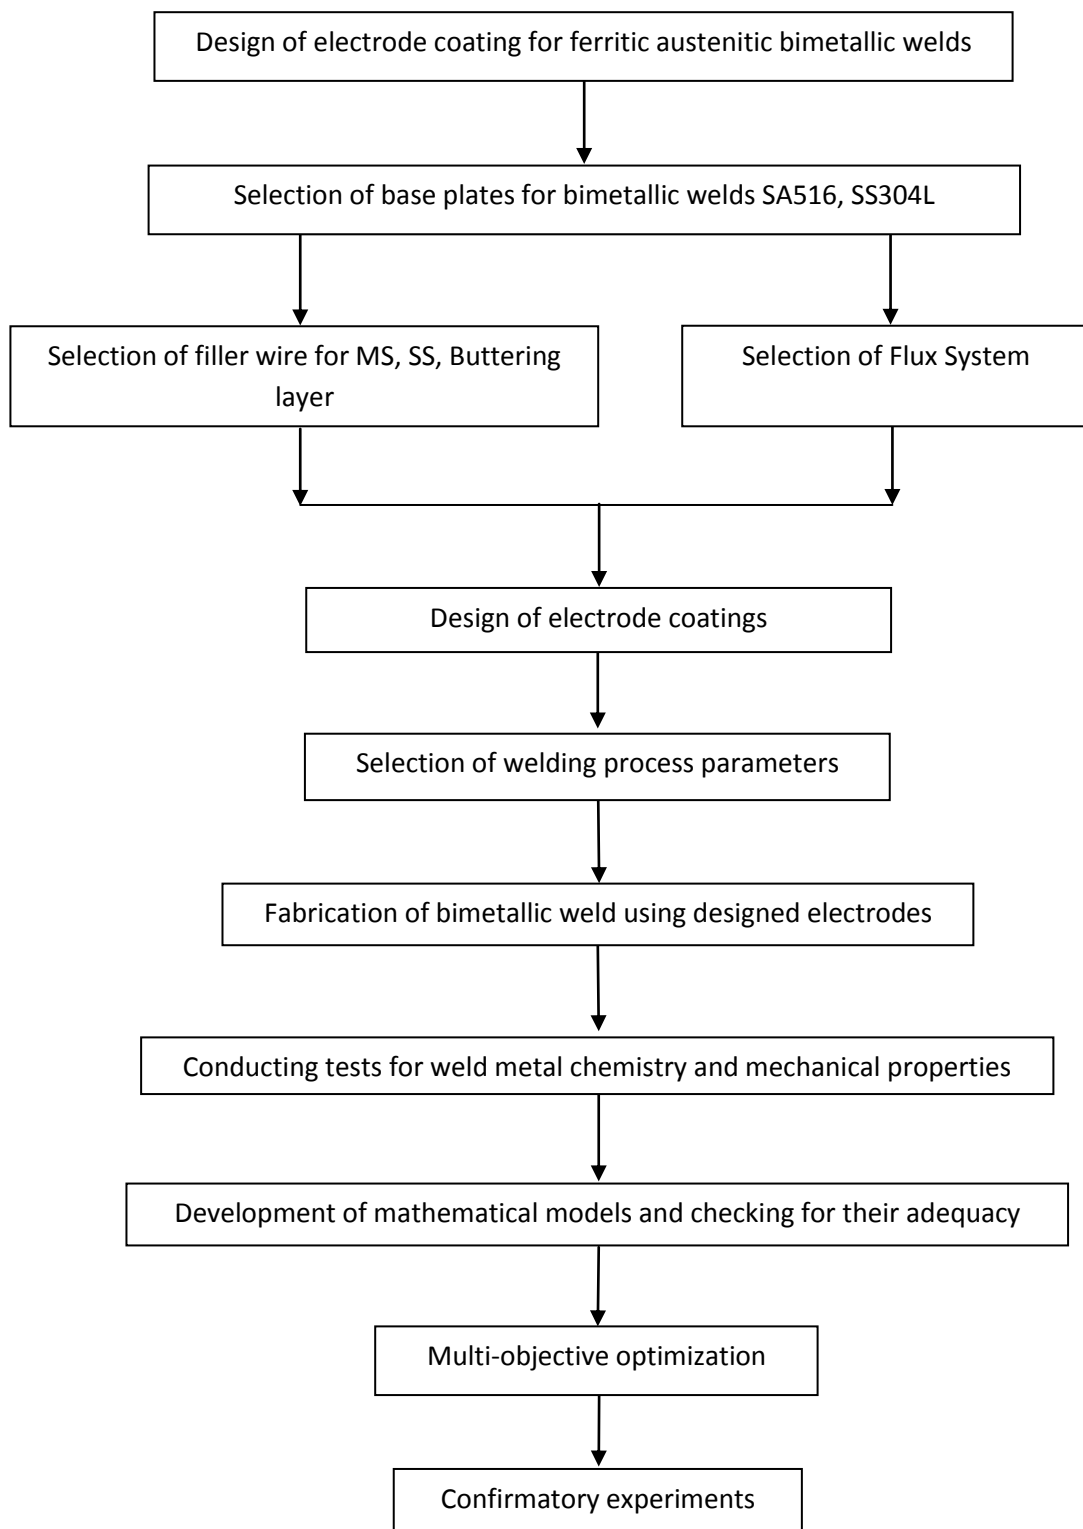 Design of electrode coating for ferritic austenitic bimetallic welds
Selection of base plates for bimetallic welds SA516, SS304L
Selection of filler wire for MS, SS, Buttering
layer
Selection of Flux System
Design of electrode coatings
Selection of welding process parameters
Fabrication of bimetallic weld using designed electrodes
Conducting tests for weld metal chemistry and mechanical properties
Development of mathematical models and checking for their adequacy
Multi-objective optimization
Confirmatory experiments